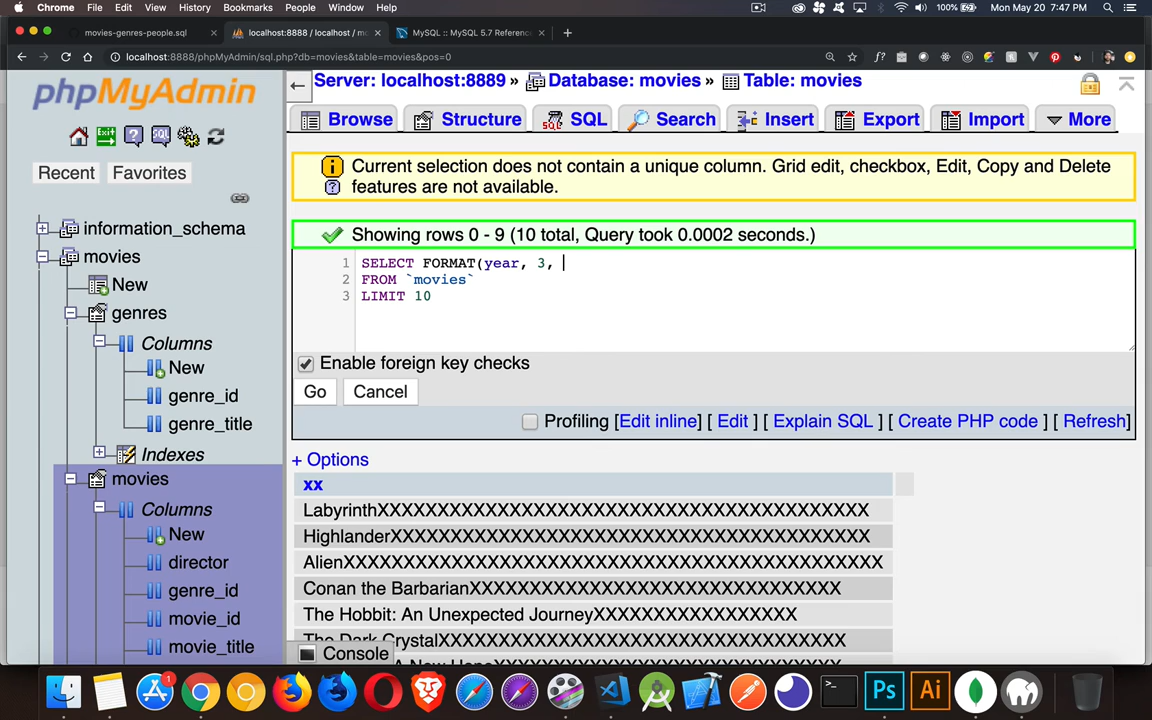 Chrome File Edit View History Bookmarks People Window Help 100% Mon May 20 7:47 PM
movies-genres-people.sql
localhost:8888 / localhost / m
MySQL :: MySQL 5.7 Referenc
localhost:8888/phpMyAdmin/sql.php?db=movies&table=movies&pos=0
phpMyAdmin
Recent Favorites
information_schema
movies
New
genres
Columns
New
genre_id
genre_title
Indexes
movies
Columns
New
director
genre_id
movie_id
movie_title
Server: localhost:8889 » Database: movies » Table: movies
Browse Structure SQL Search Insert Export Import More
Current selection does not contain a unique column. Grid edit, checkbox, Edit, Copy and Delete
features are not available.
Showing rows 0 - 9 (10 total, Query took 0.0002 seconds.)
1 SELECT FORMAT(year, 3,
2 FROM `movies`
3 LIMIT 10
Enable foreign key checks
Go Cancel
Profiling [Edit inline] [ Edit ] [ Explain SQL ] [ Create PHP code ] [ Refresh]
+ Options
xx
LabyrinthXXXXXXXXXXXXXXXXXXXXXXXXXXXXXXXXXXXXXXXXX
HighlanderXXXXXXXXXXXXXXXXXXXXXXXXXXXXXXXXXXXXXXXX
AlienXXXXXXXXXXXXXXXXXXXXXXXXXXXXXXXXXXXXXXXXXXXXX
Conan the BarbarianXXXXXXXXXXXXXXXXXXXXXXXXXXXXXXX
The Hobbit: An Unexpected JourneyXXXXXXXXXXXXXXXXX
The Dark CrystalXXXXXXXXXXXXXXXXXXXXXXXXXXXXXXXXXX
Console